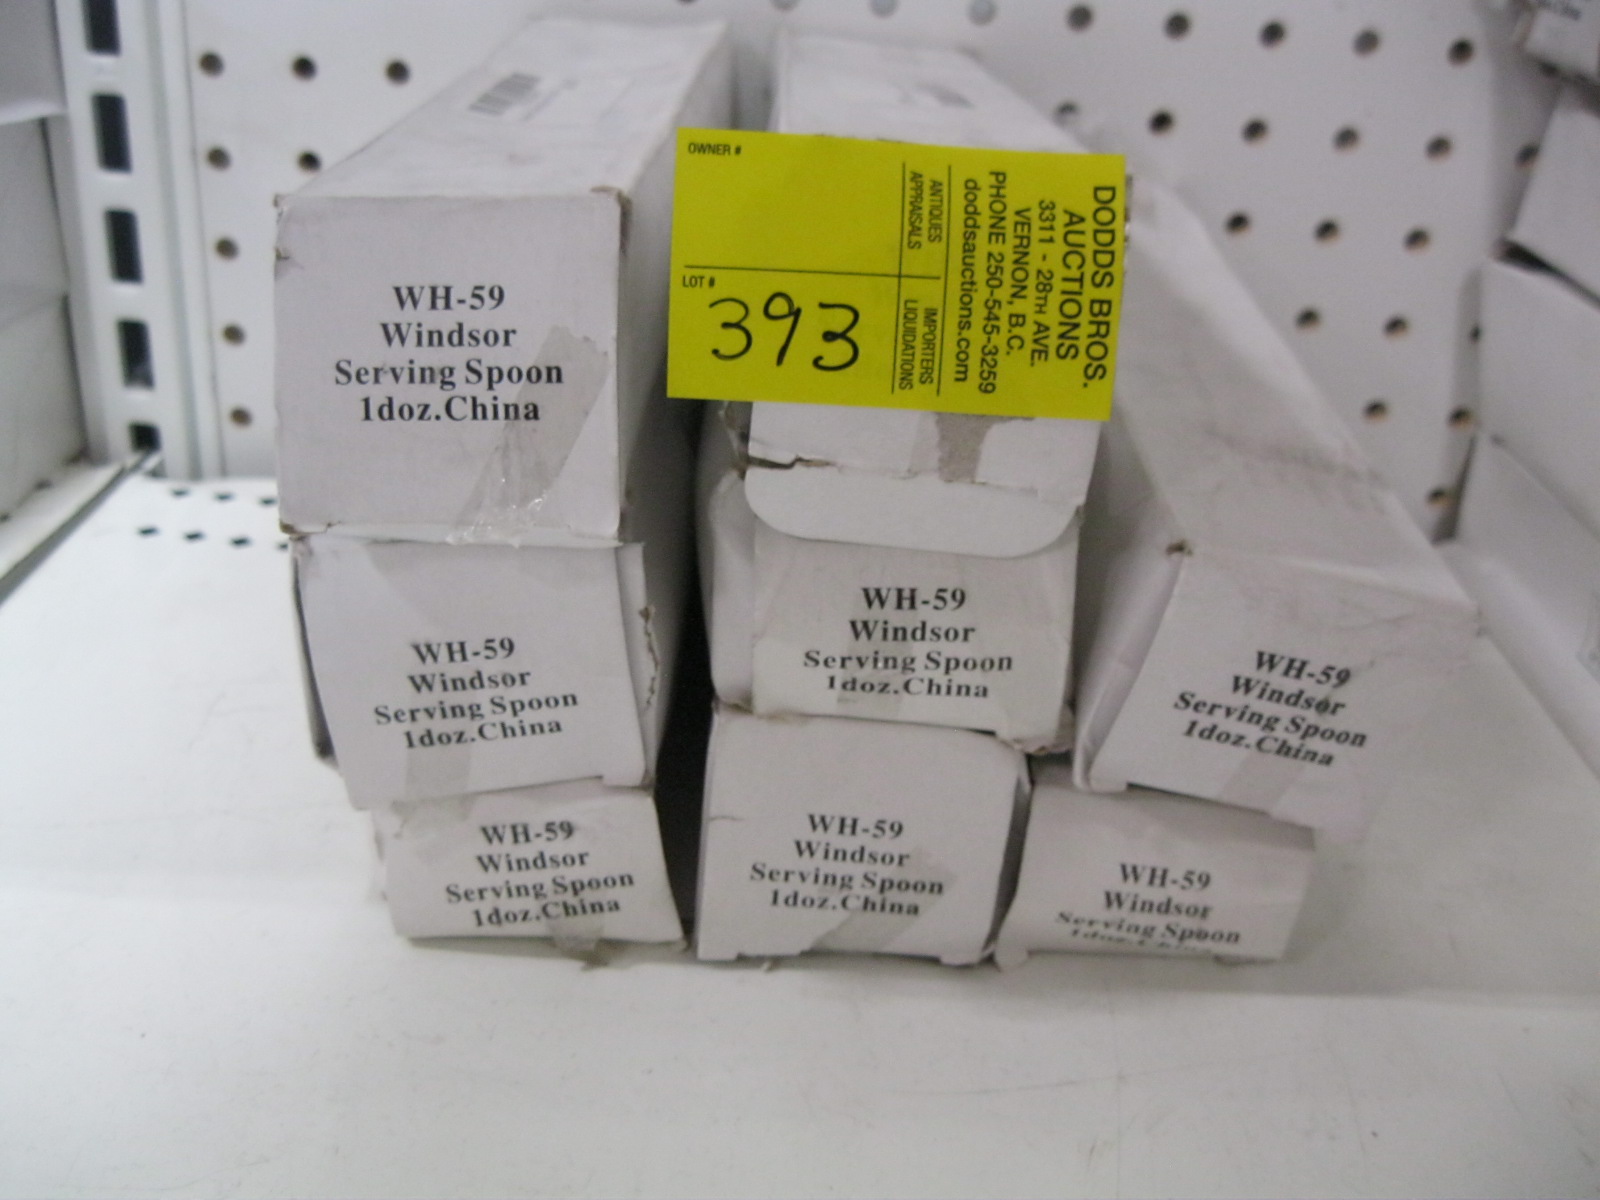 WH-59
Windsor
Serving Spoon
1doz.China
OWNER #
LOT #
393
ANTIQUES
APPRAISALS
IMPORTERS
LIQUIDATIONS
DODDS BROS.
AUCTIONS
3311 - 28TH AVE.
VERNON, B.C.
PHONE 250-545-3259
doddsauctions.com
WH-59
Windsor
Serving Spoon
1doz.China
WH-59
Windsor
Serving Spoon
1doz.China
WH-59
Windsor
Serving Spoon
1doz.China
WH-59
Windsor
Serving Spoon
1doz.China
WH-59
Windsor
Serving Spoon
1doz.China
WH-59
Windsor
Serving Spoon
1doz.China